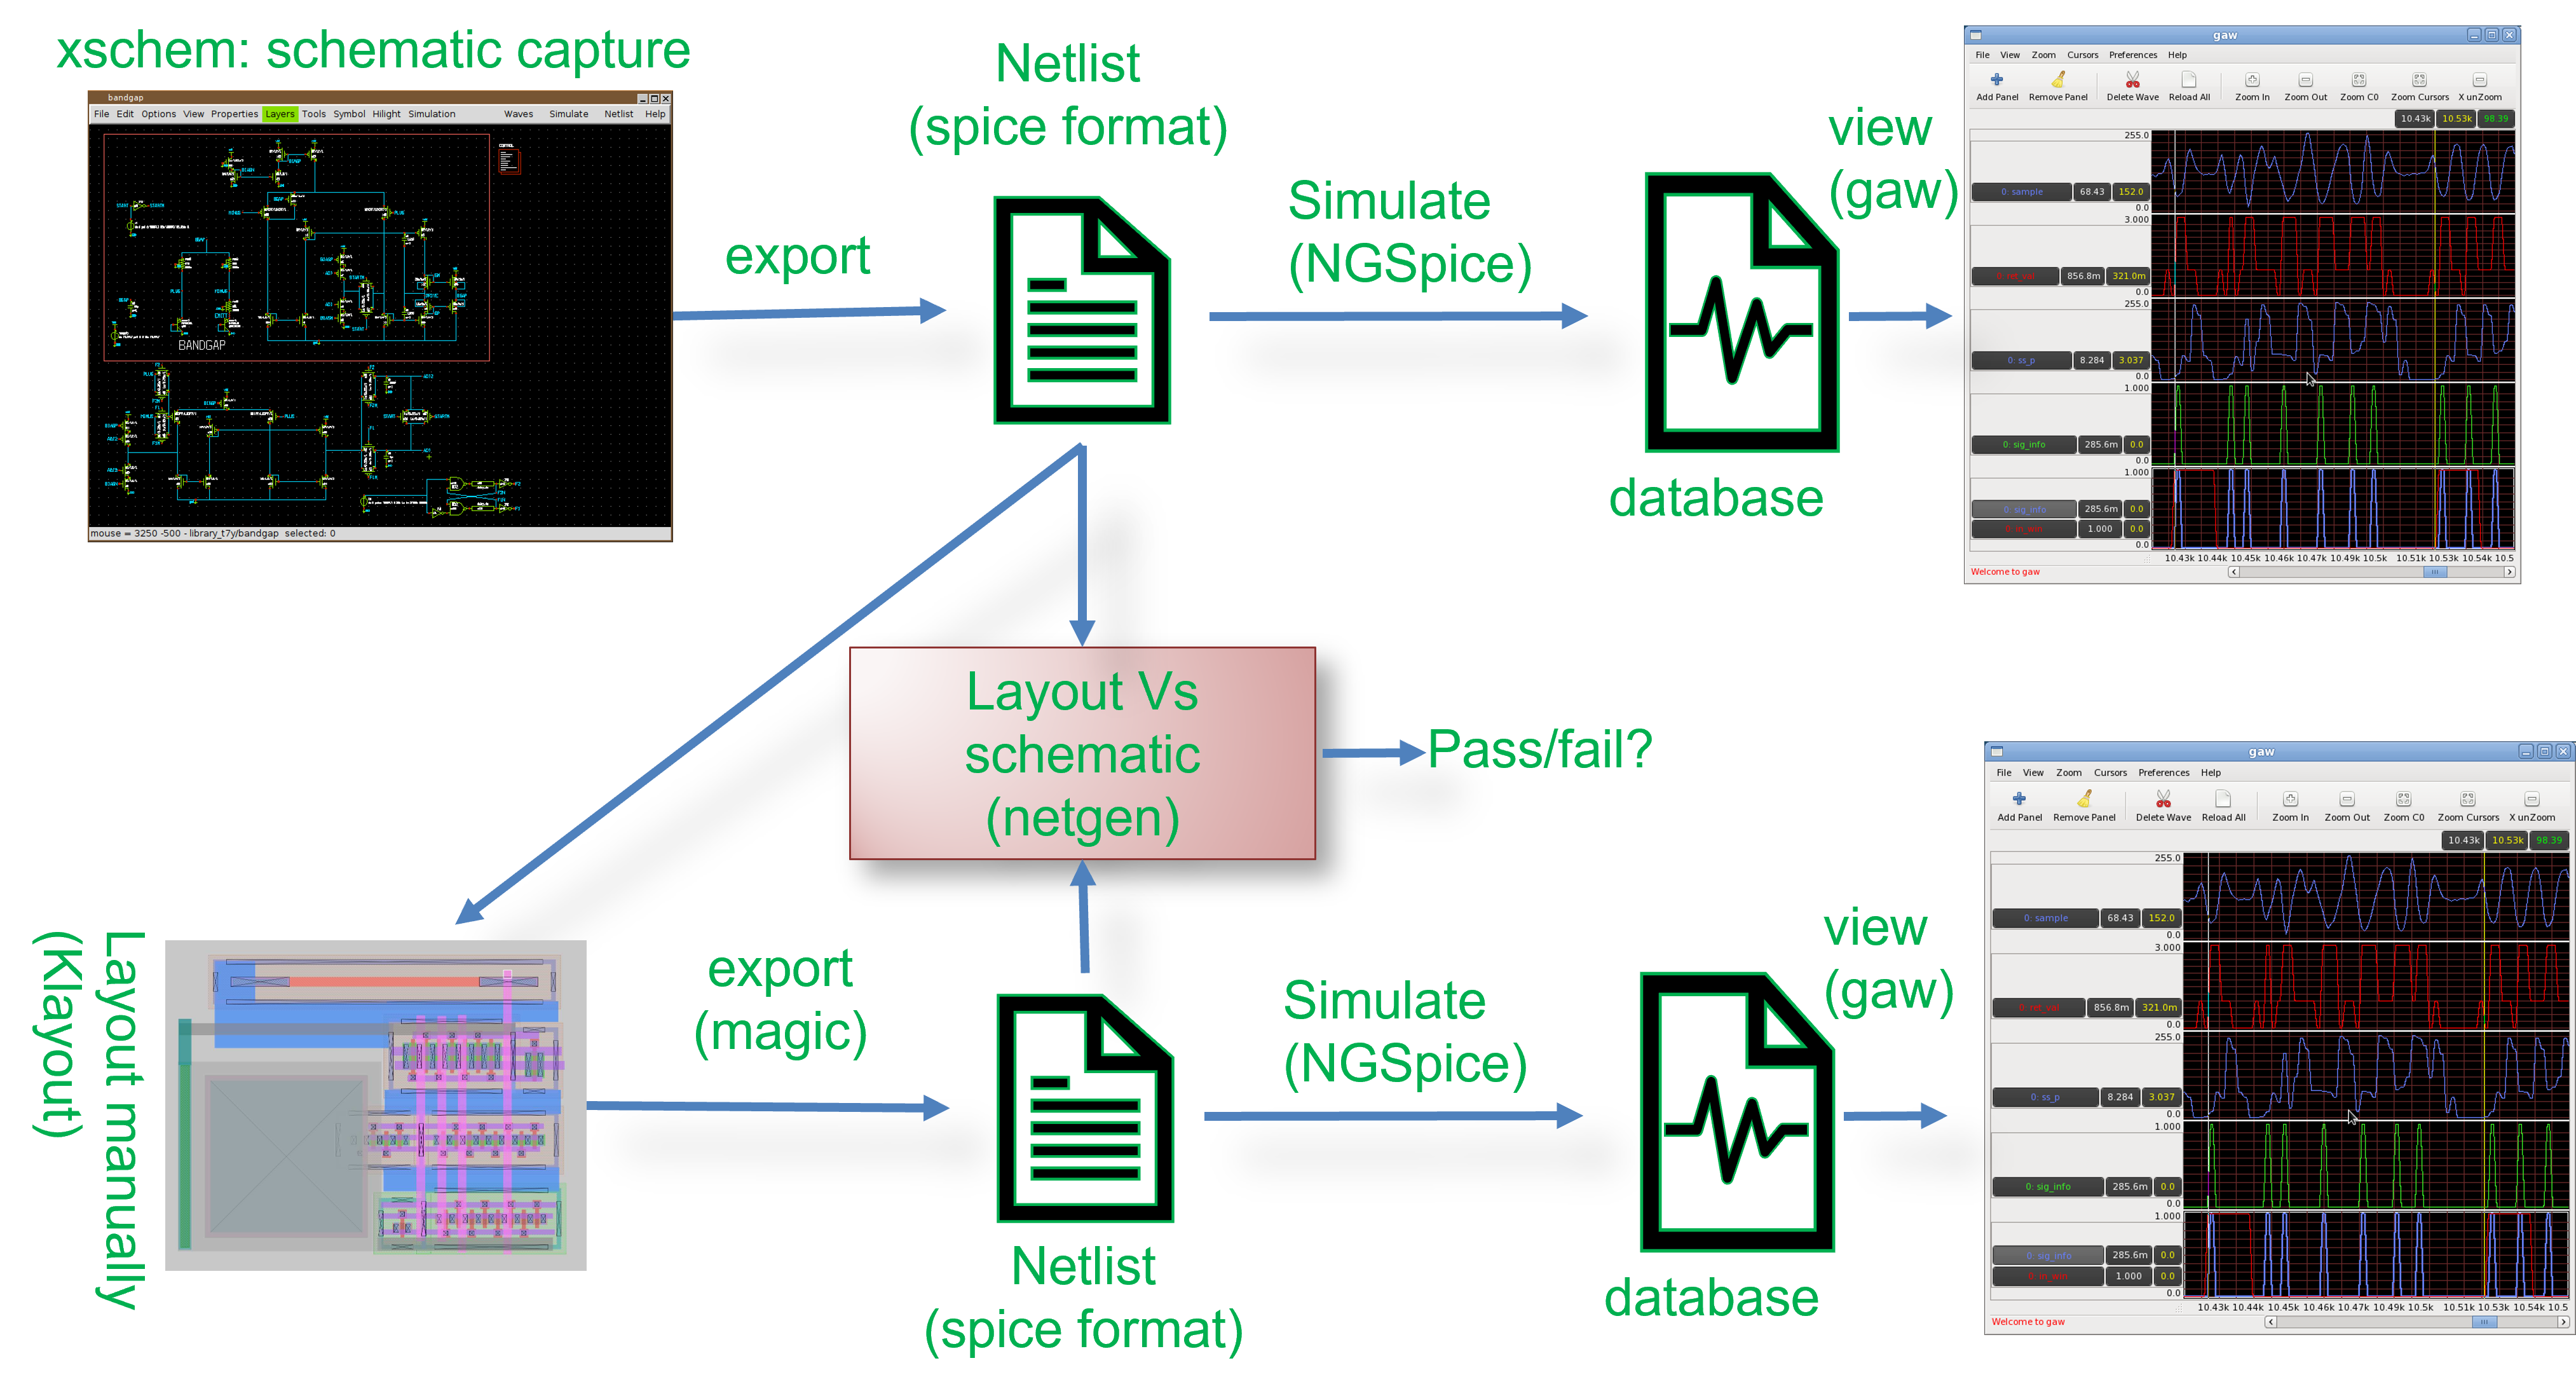 xschem: schematic capture
bandgap
File Edit Options View Properties Layers Tools Symbol Hilight Simulation Waves Simulate Netlist Help
BANDGAP
mouse = 3250 -500 - library_t7y/bandgap selected: 0
export
Netlist
(spice format)
Simulate
(NGSpice)
database
view
(gaw)
gaw
File View Zoom Cursors Preferences Help
Add Panel Remove Panel Delete Wave Reload All Zoom In Zoom Out Zoom C0 Zoom Cursors X unZoom
10.43k 10.53k 98.39
255.0
0: sample 68.43 152.0
0.0
3.000
856.8m 321.0m
0.0
255.0
0: ss_p 8.284 3.037
0.0
1.000
0: sig_info 285.6m 0.0
0.0
1.000
0: sig_info 285.6m 0.0
1.000 0.0
0.0
10.43k 10.44k 10.45k 10.46k 10.47k 10.49k 10.5k 10.51k 10.53k 10.54k 10.5
Welcome to gaw
Layout Vs
schematic
(netgen)
Pass/fail?
Layout manually
(Klayout)
export
(magic)
Netlist
(spice format)
Simulate
(NGSpice)
database
view
(gaw)
gaw
File View Zoom Cursors Preferences Help
Add Panel Remove Panel Delete Wave Reload All Zoom In Zoom Out Zoom C0 Zoom Cursors X unZoom
10.43k 10.53k 98.39
255.0
0: sample 68.43 152.0
0.0
3.000
856.8m 321.0m
0.0
255.0
0: ss_p 8.284 3.037
0.0
1.000
0: sig_info 285.6m 0.0
0.0
1.000
0: sig_info 285.6m 0.0
1.000 0.0
0.0
10.43k 10.44k 10.45k 10.46k 10.47k 10.49k 10.5k 10.51k 10.53k 10.54k 10.5
Welcome to gaw